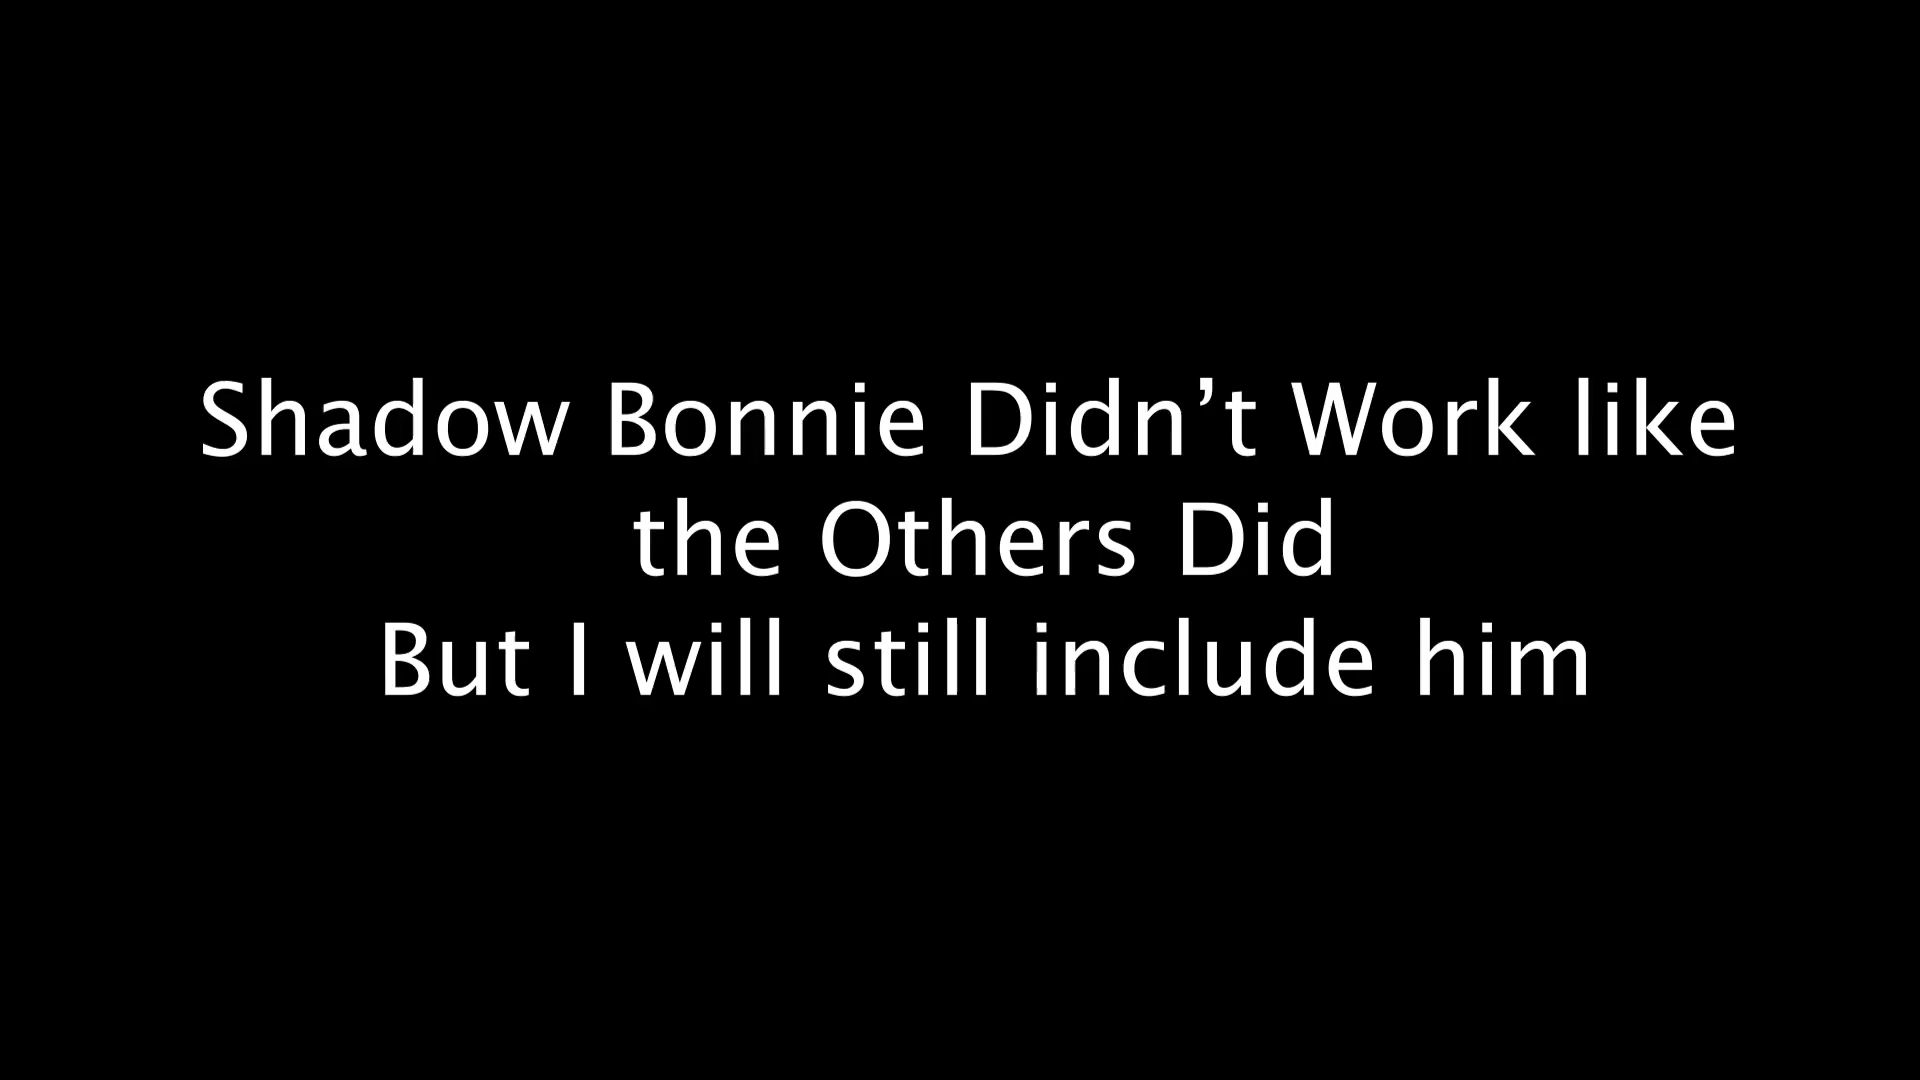 Shadow Bonnie Didn’t Work like
the Others Did
But I will still include him